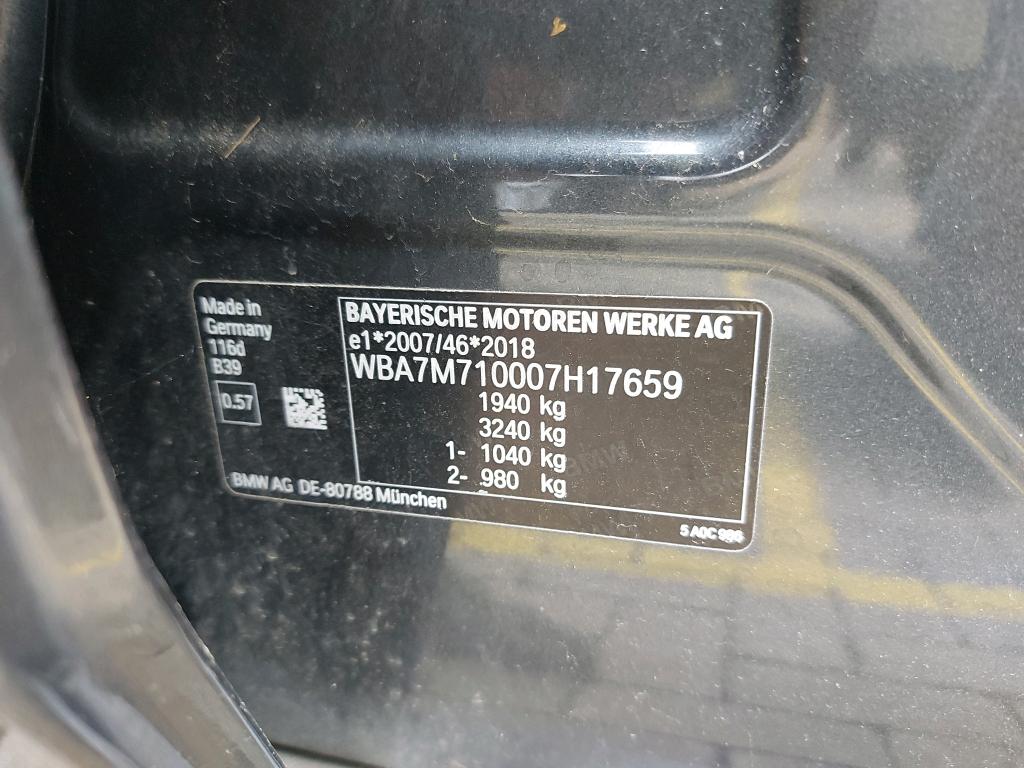 Made in
Germany
116d
B39
0.57
BAYERISCHE MOTOREN WERKE AG
e1*2007/46*2018
WBA7M710007H17659
1940 kg
3240 kg
1- 1040 kg
2- 980 kg
BMW AG DE-80788 München
5 A0C 996